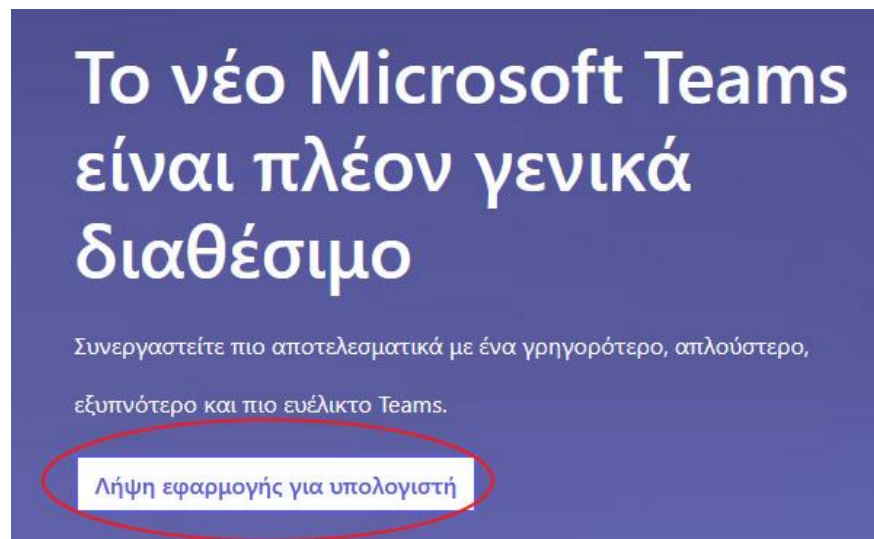 Το νέο Microsoft Teams
είναι πλέον γενικά
διαθέσιμο
Συνεργαστείτε πιο αποτελεσματικά με ένα γρηγορότερο, απλούστερο,
εξυπνότερο και πιο ευέλικτο Teams.
Λήψη εφαρμογής για υπολογιστή